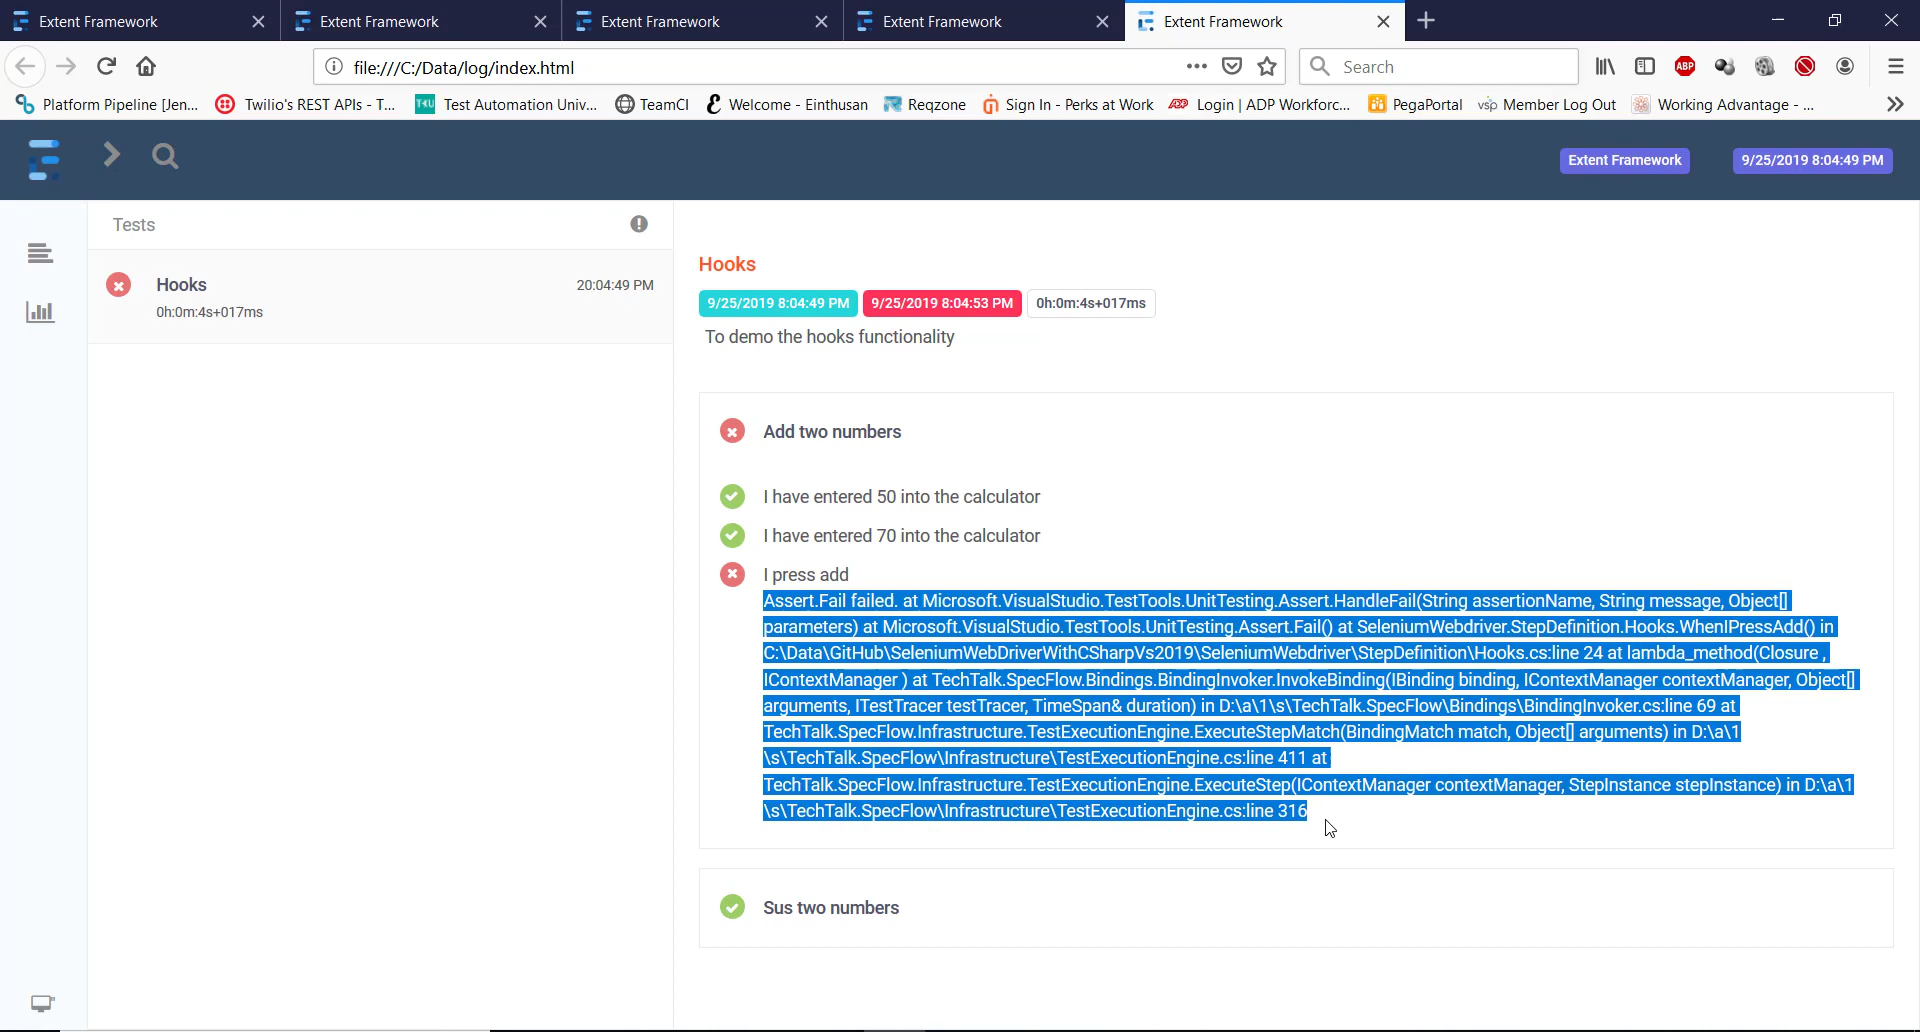 Extent Framework
Extent Framework
Extent Framework
Extent Framework
Extent Framework
file:///C:/Data/log/index.html
Search
ABP
Platform Pipeline [Jen...
Twilio's REST APIs - T...
Test Automation Univ...
TeamCI
Welcome - Einthusan
Reqzone
Sign In - Perks at Work
Login | ADP Workforc...
PegaPortal
vsp Member Log Out
Working Advantage - ...
Extent Framework
9/25/2019 8:04:49 PM
Tests
Hooks
20:04:49 PM
0h:0m:4s+017ms
Hooks
9/25/2019 8:04:49 PM
9/25/2019 8:04:53 PM
0h:0m:4s+017ms
To demo the hooks functionality
Add two numbers
I have entered 50 into the calculator
I have entered 70 into the calculator
I press add
Assert.Fail failed. at Microsoft.VisualStudio.TestTools.UnitTesting.Assert.HandleFail(String assertionName, String message, Object[]
parameters) at Microsoft.VisualStudio.TestTools.UnitTesting.Assert.Fail() at SeleniumWebdriver.StepDefinition.Hooks.WhenIPressAdd() in
C:\Data\GitHub\SeleniumWebDriverWithCSharpVs2019\SeleniumWebdriver\StepDefinition\Hooks.cs:line 24 at lambda_method(Closure ,
IContextManager ) at TechTalk.SpecFlow.Bindings.BindingInvoker.InvokeBinding(IBinding binding, IContextManager contextManager, Object[]
arguments, ITestTracer testTracer, TimeSpan& duration) in D:\a\1\s\TechTalk.SpecFlow\Bindings\BindingInvoker.cs:line 69 at
TechTalk.SpecFlow.Infrastructure.TestExecutionEngine.ExecuteStepMatch(BindingMatch match, Object[] arguments) in D:\a\1
\s\TechTalk.SpecFlow\Infrastructure\TestExecutionEngine.cs:line 411 at
TechTalk.SpecFlow.Infrastructure.TestExecutionEngine.ExecuteStep(IContextManager contextManager, StepInstance stepInstance) in D:\a\1
\s\TechTalk.SpecFlow\Infrastructure\TestExecutionEngine.cs:line 316
Sus two numbers